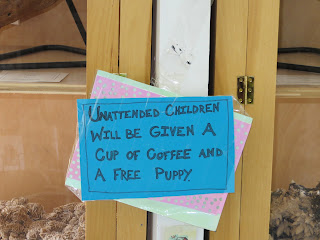 UNATTENDED CHILDREN
WILL BE GIVEN A
CUP OF COFFEE AND
A FREE PUPPY